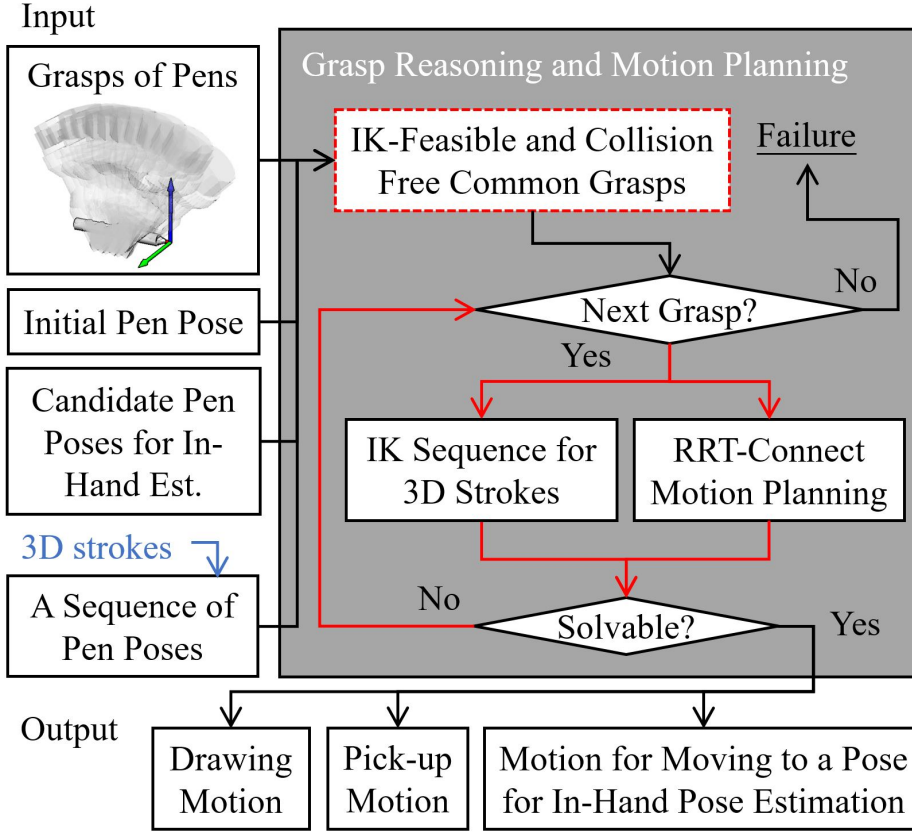 Input
Grasps of Pens
Initial Pen Pose
Candidate Pen
Poses for In-
Hand Est.
3D strokes
A Sequence of
Pen Poses
Grasp Reasoning and Motion Planning
IK-Feasible and Collision
Free Common Grasps
Failure
No
Next Grasp?
Yes
IK Sequence for
3D Strokes
RRT-Connect
Motion Planning
No
Solvable?
Yes
Output
Drawing
Motion
Pick-up
Motion
Motion for Moving to a Pose
for In-Hand Pose Estimation